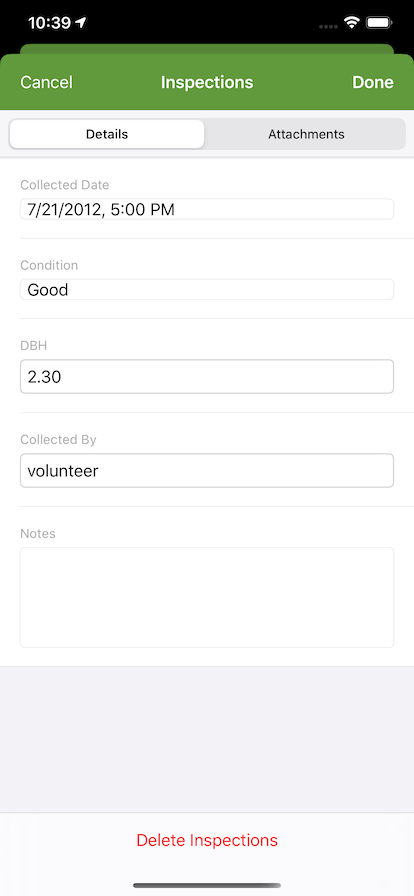 10:39
Cancel Inspections Done
Details Attachments
Collected Date
7/21/2012, 5:00 PM
Condition
Good
DBH
2.30
Collected By
volunteer
Notes
Delete Inspections